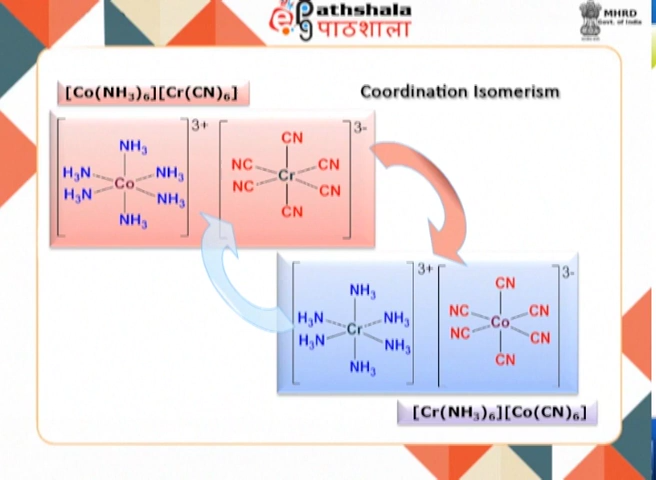 ePathshala
पाठशाला
MHRD
Govt. of India
[Co(NH₃)₆][Cr(CN)₆]
Coordination Isomerism
3+
3-
NH₃
CN
H₃N
NH₃
NC
CN
Co
Cr
H₃N
NH₃
NC
CN
NH₃
CN
3+
3-
NH₃
CN
H₃N
NH₃
NC
CN
Cr
Co
H₃N
NH₃
NC
CN
NH₃
CN
[Cr(NH₃)₆][Co(CN)₆]